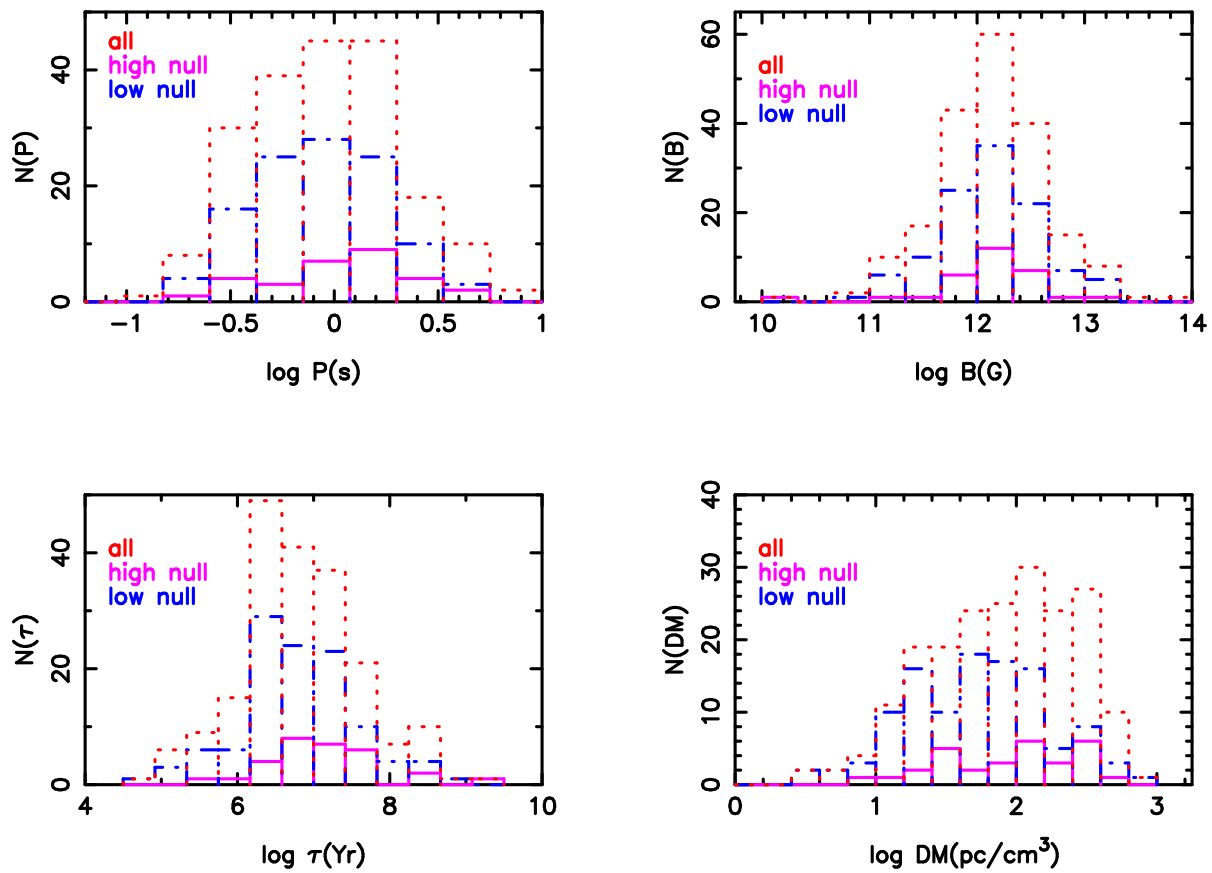 all
high null
low null
N(P)
0
20
40
−1
−0.5
0
0.5
1
log P(s)
all
high null
low null
N(B)
0
20
40
60
10
11
12
13
14
log B(G)
all
high null
low null
N(τ)
0
20
40
4
6
8
10
log τ(Yr)
all
high null
low null
N(DM)
0
10
20
30
40
0
1
2
3
log DM(pc/cm³)